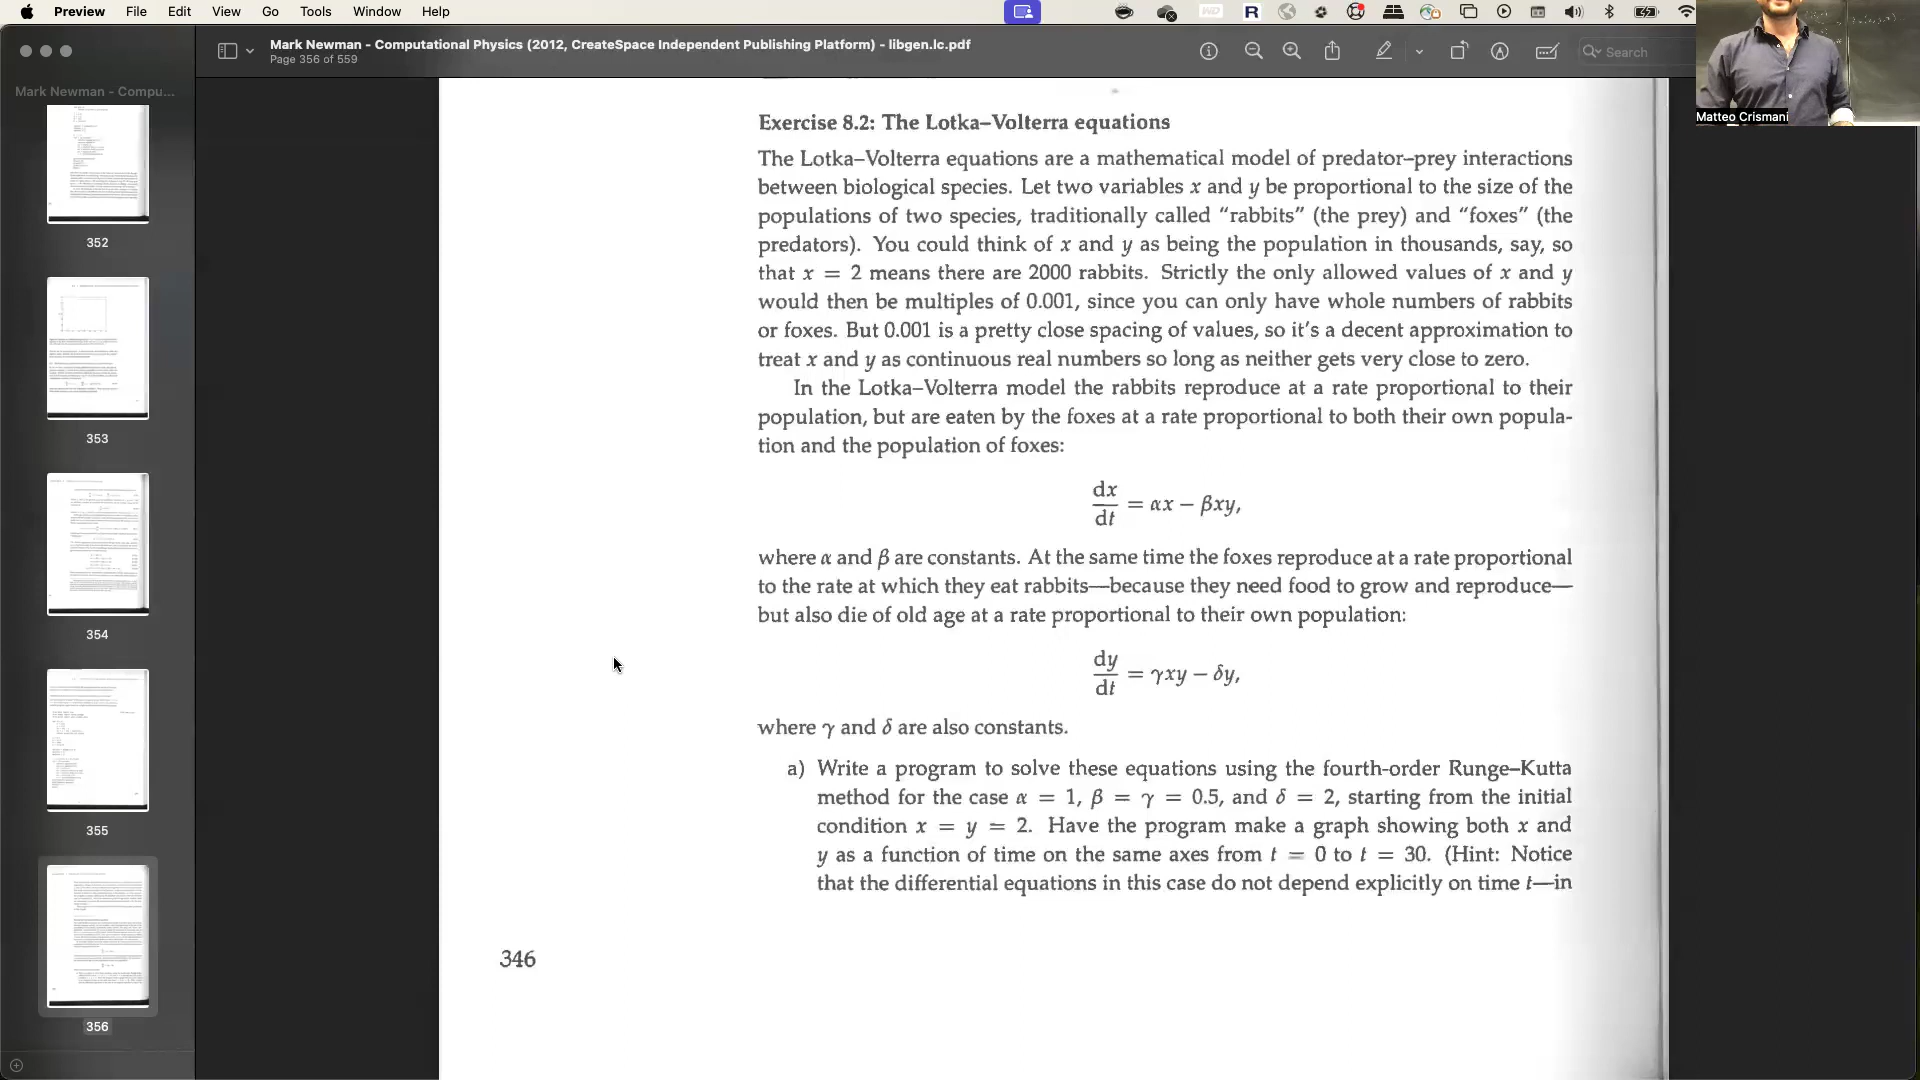 Preview File Edit View Go Tools Window Help
Mark Newman - Computational Physics (2012, CreateSpace Independent Publishing Platform) - libgen.lc.pdf
Page 356 of 559
Search
Mark Newman - Compu...
Matteo Crismani
352
353
354
355
356
Exercise 8.2: The Lotka–Volterra equations
The Lotka–Volterra equations are a mathematical model of predator–prey interactions
between biological species. Let two variables x and y be proportional to the size of the
populations of two species, traditionally called “rabbits” (the prey) and “foxes” (the
predators). You could think of x and y as being the population in thousands, say, so
that x = 2 means there are 2000 rabbits. Strictly the only allowed values of x and y
would then be multiples of 0.001, since you can only have whole numbers of rabbits
or foxes. But 0.001 is a pretty close spacing of values, so it’s a decent approximation to
treat x and y as continuous real numbers so long as neither gets very close to zero.
In the Lotka–Volterra model the rabbits reproduce at a rate proportional to their
population, but are eaten by the foxes at a rate proportional to both their own popula-
tion and the population of foxes:
dx/dt = αx − βxy,
where α and β are constants. At the same time the foxes reproduce at a rate proportional
to the rate at which they eat rabbits—because they need food to grow and reproduce—
but also die of old age at a rate proportional to their own population:
dy/dt = γxy − δy,
where γ and δ are also constants.
a) Write a program to solve these equations using the fourth-order Runge–Kutta
method for the case α = 1, β = γ = 0.5, and δ = 2, starting from the initial
condition x = y = 2. Have the program make a graph showing both x and
y as a function of time on the same axes from t = 0 to t = 30. (Hint: Notice
that the differential equations in this case do not depend explicitly on time t—in
346